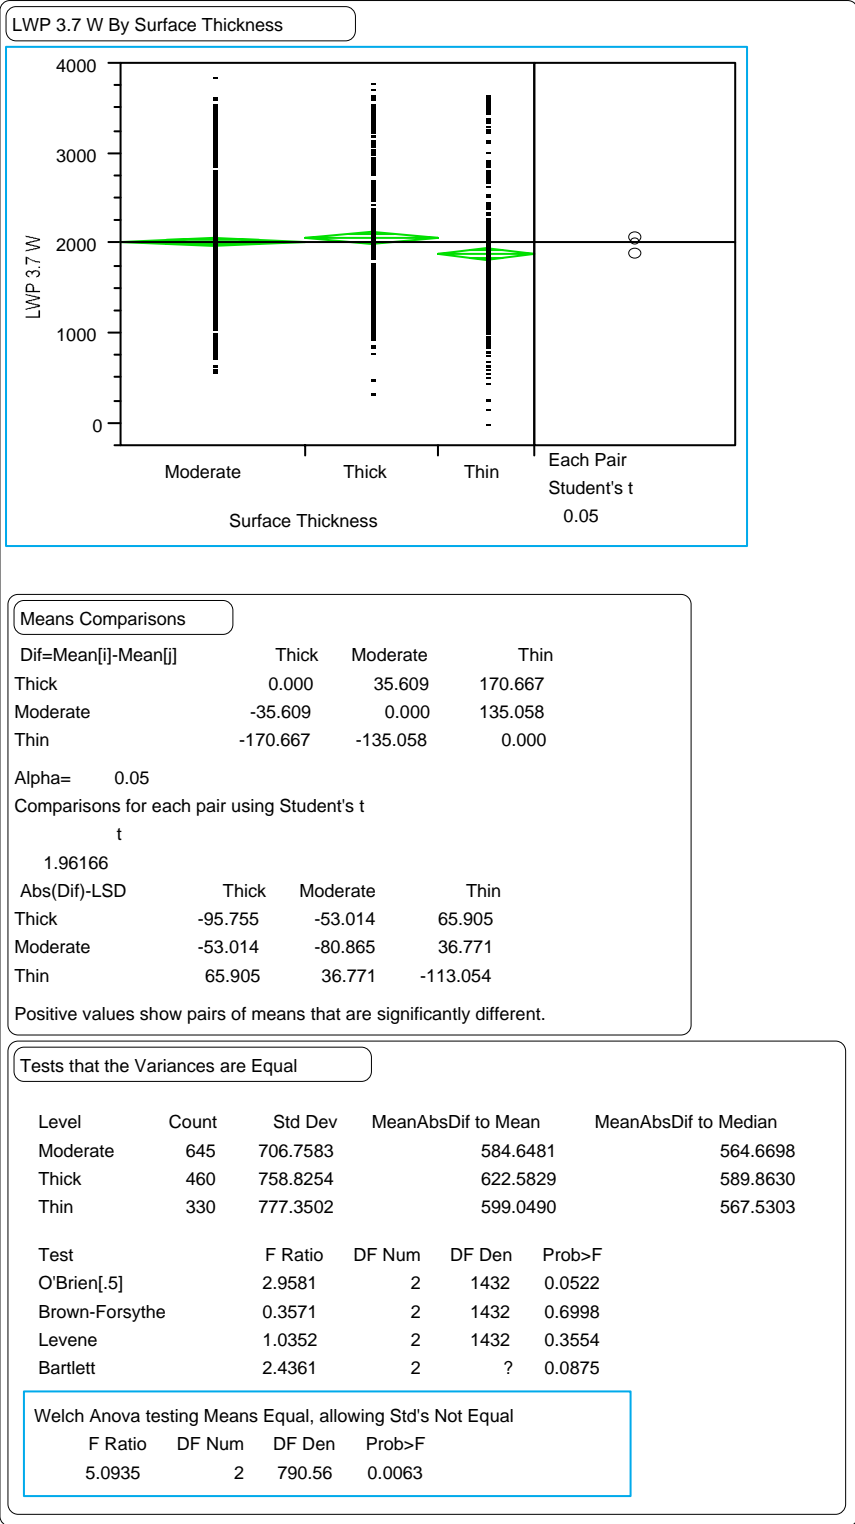 LWP 3.7 W By Surface Thickness
4000
3000
2000
1000
0
LWP 3.7 W
Moderate Thick Thin
Surface Thickness
Each Pair
Student's t
0.05
Means Comparisons
Dif=Mean[i]-Mean[j] Thick Moderate Thin
Thick 0.000 35.609 170.667
Moderate -35.609 0.000 135.058
Thin -170.667 -135.058 0.000
Alpha= 0.05
Comparisons for each pair using Student's t
t
1.96166
Abs(Dif)-LSD Thick Moderate Thin
Thick -95.755 -53.014 65.905
Moderate -53.014 -80.865 36.771
Thin 65.905 36.771 -113.054
Positive values show pairs of means that are significantly different.
Tests that the Variances are Equal
Level Count Std Dev MeanAbsDif to Mean MeanAbsDif to Median
Moderate 645 706.7583 584.6481 564.6698
Thick 460 758.8254 622.5829 589.8630
Thin 330 777.3502 599.0490 567.5303
Test F Ratio DF Num DF Den Prob>F
O'Brien[.5] 2.9581 2 1432 0.0522
Brown-Forsythe 0.3571 2 1432 0.6998
Levene 1.0352 2 1432 0.3554
Bartlett 2.4361 2 ? 0.0875
Welch Anova testing Means Equal, allowing Std's Not Equal
F Ratio DF Num DF Den Prob>F
5.0935 2 790.56 0.0063